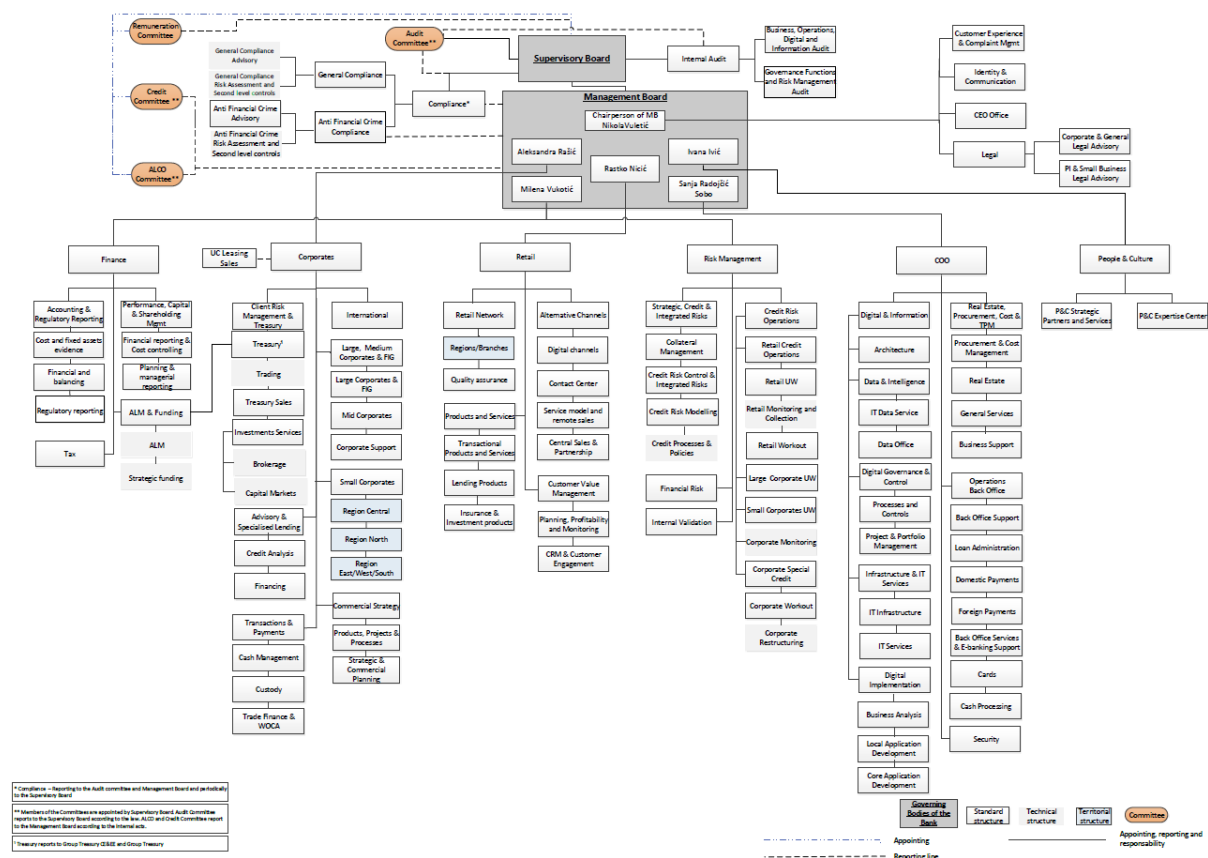 Remuneration
Committee
Audit
Committee**
Supervisory Board
Internal Audit
Business, Operations,
Digital and
Information Audit
Governance Functions
and Risk Management
Audit
Customer Experience
& Complaint Mgmt
Identity &
Communication
CEO Office
Legal
Corporate & General
Legal Advisory
PI & Small Business
Legal Advisory
General Compliance
Advisory
General Compliance
Risk Assessment and
Second level controls
General Compliance
Credit
Committee **
Anti Financial Crime
Advisory
Anti Financial Crime
Risk Assessment and
Second level controls
Anti Financial Crime
Compliance
Compliance*
ALCO
Committee**
Management Board
Chairperson of MB
NikolaVuletić
Aleksandra Rašić
Ivana Ivić
Rastko Nicić
Milena Vukotić
Sanja Radojčić
Sobo
Finance
UC Leasing
Sales
Corporates
Retail
Risk Management
COO
People & Culture
Accounting &
Regulatory Reporting
Cost and fixed assets
evidence
Financial and
balancing
Regulatory reporting
Tax
Performance, Capital
& Shareholding
Mgmt
Financial reporting &
Cost controlling
Planning &
managerial
reporting
ALM & Funding
ALM
Strategic funding
Client Risk
Management &
Treasury
Treasury¹
Trading
Treasury Sales
Investments Services
Brokerage
Capital Markets
Advisory &
Specialised Lending
Credit Analysis
Financing
Transactions &
Payments
Cash Management
Custody
Trade Finance &
WOCA
International
Large, Medium
Corporates & FIG
Large Corporates &
FIG
Mid Corporates
Corporate Support
Small Corporates
Region Central
Region North
Region
East/West/South
Commercial Strategy
Products, Projects &
Processes
Strategic &
Commercial
Planning
Retail Network
Regions/Branches
Quality assurance
Products and Services
Transactional
Products and Services
Lending Products
Insurance &
Investment products
Alternative Channels
Digital channels
Contact Center
Service model and
remote sales
Central Sales &
Partnership
Customer Value
Management
Planning, Profitability
and Monitoring
CRM & Customer
Engagement
Strategic, Credit &
Integrated Risks
Collateral
Management
Credit Risk Control &
Integrated Risks
Credit Risk Modelling
Credit Processes &
Policies
Financial Risk
Internal Validation
Credit Risk
Operations
Retail Credit
Operations
Retail UW
Retail Monitoring and
Collection
Retail Workout
Large Corporate UW
Small Corporates UW
Corporate Monitoring
Corporate Special
Credit
Corporate Workout
Corporate
Restructuring
Digital & Information
Architecture
Data & Intelligence
IT Data Service
Data Office
Digital Governance &
Control
Processes and
Controls
Project & Portfolio
Management
Infrastructure & IT
Services
IT Infrastructure
IT Services
Digital
Implementation
Business Analysis
Local Application
Development
Core Application
Development
Real Estate,
Procurement, Cost &
TPM
Procurement & Cost
Management
Real Estate
General Services
Business Support
Operations
Back Office
Back Office Support
Loan Administration
Domestic Payments
Foreign Payments
Back Office Services
& E-banking Support
Cards
Cash Processing
Security
P&C Strategic
Partners and Services
P&C Expertise Center
* Compliance – Reporting to the Audit committee and Management Board and periodically
to the Supervisory Board
** Members of the Committees are appointed by Supervisory Board. Audit Committee
reports to the Supervisory Board according to the law. ALCO and Credit Committee report
to the Management Board according to the internal acts.
¹ Treasury reports to Group Treasury CE&EE and Group Treasury
Governing
Bodies of the
Bank
Standard
structure
Technical
structure
Territorial
structure
Committee
Appointing
Appointing, reporting and
responsability
Reporting line